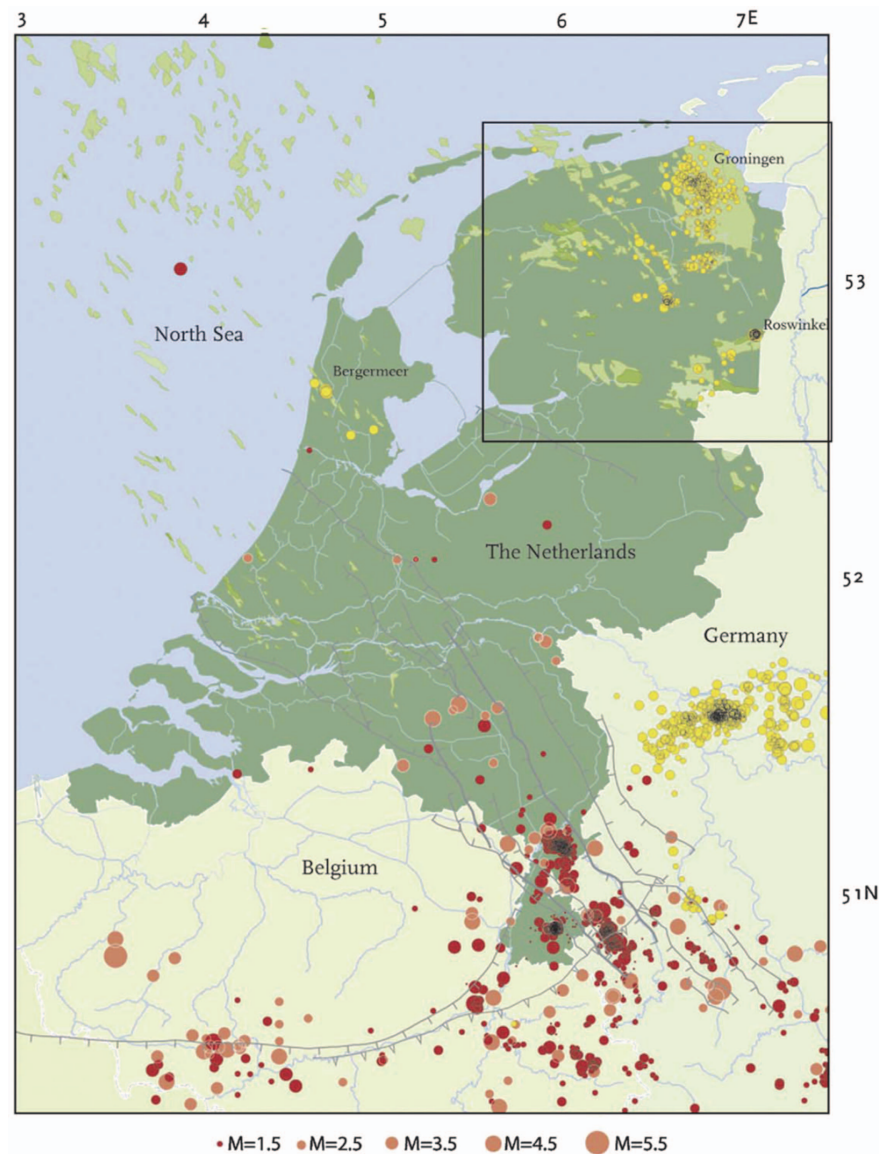 3 4 5 6 7E
Groningen
53
North Sea
Roswinkel
Bergermeer
The Netherlands
52
Germany
Belgium
51N
M=1.5 M=2.5 M=3.5 M=4.5 M=5.5